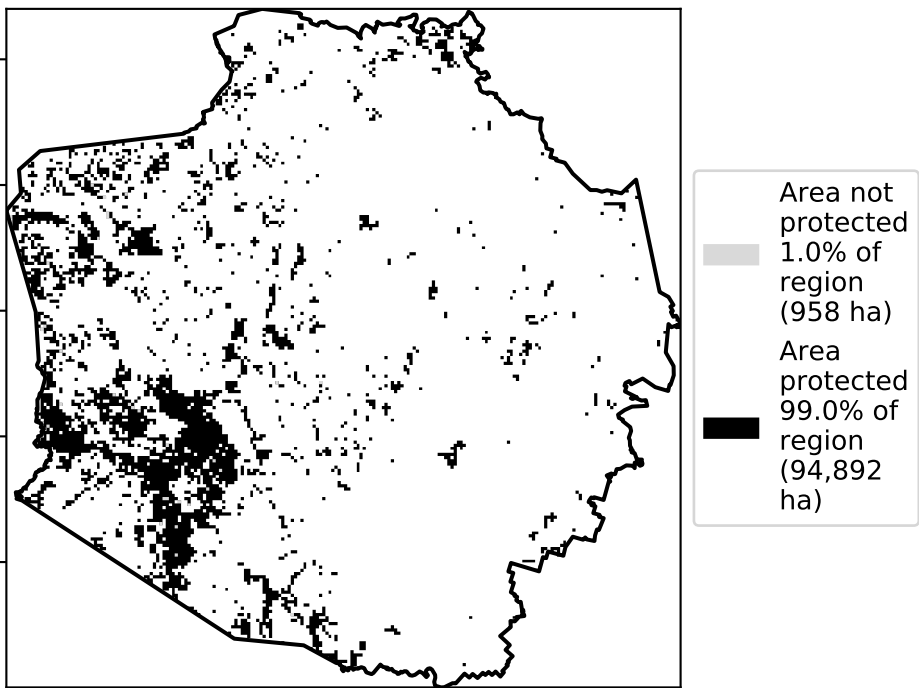 Area not
protected
1.0% of
region
(958 ha)
Area
protected
99.0% of
region
(94,892
ha)